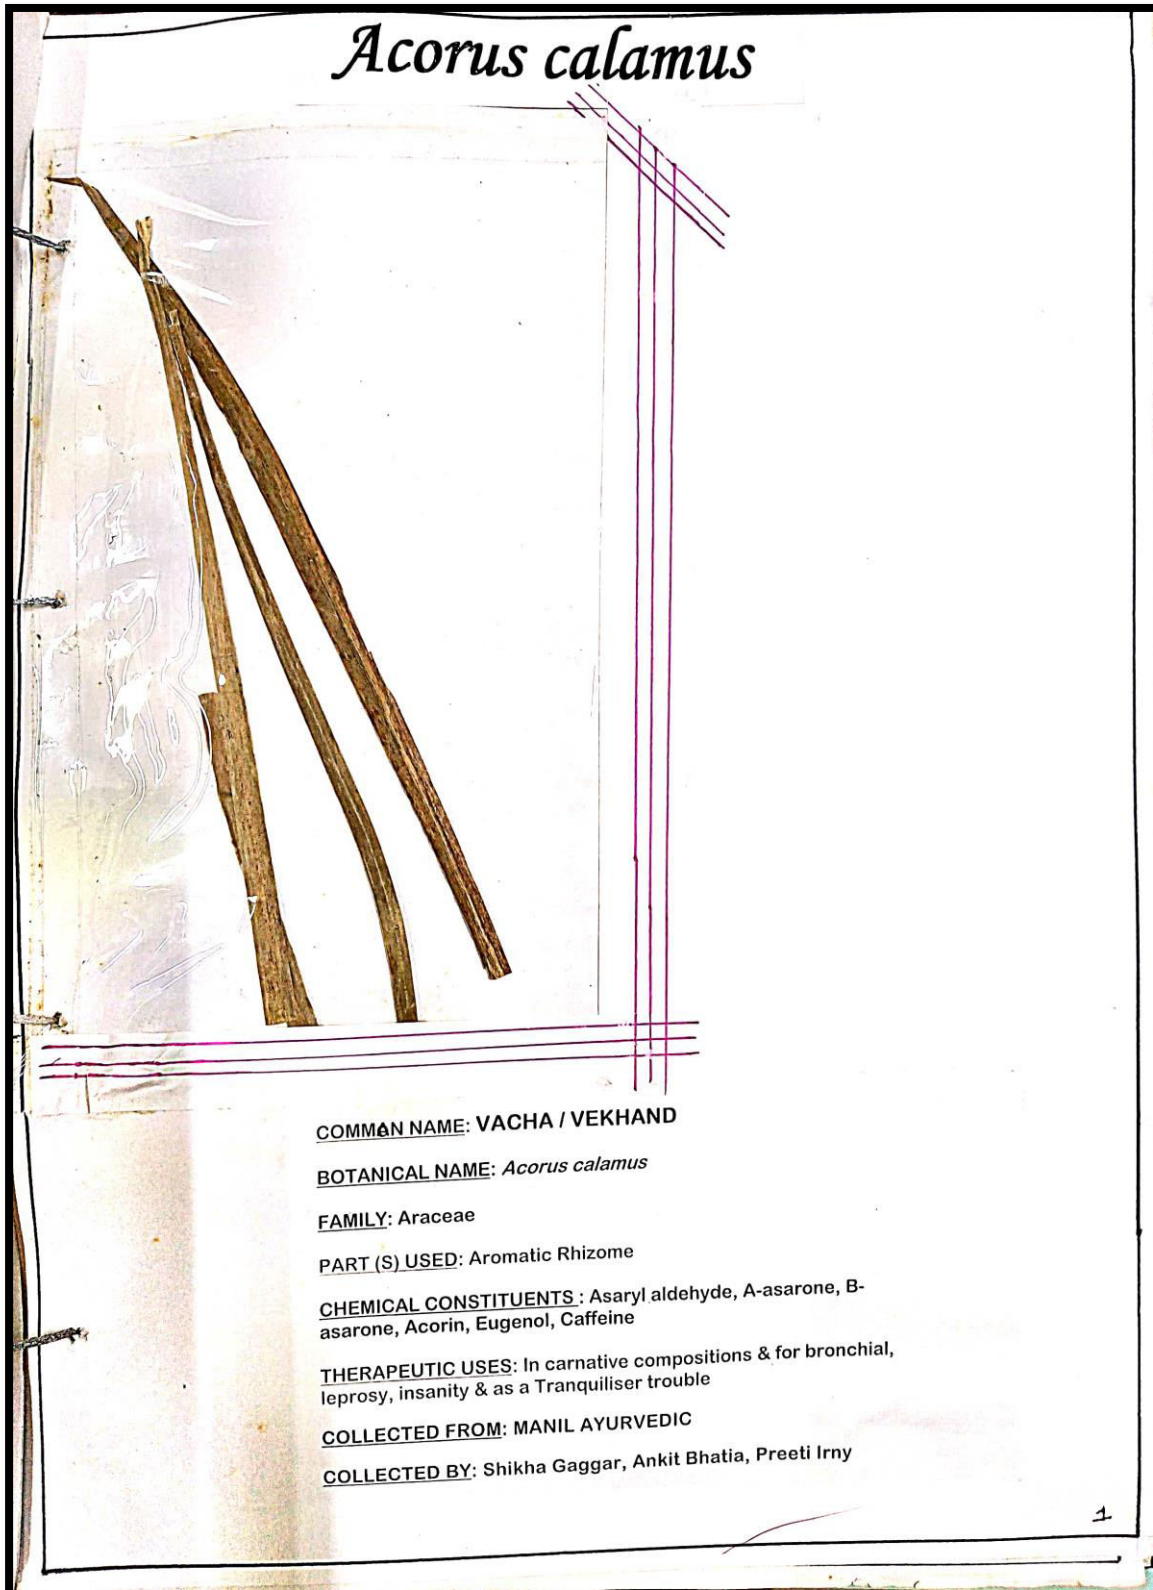 Acorus calamus
COMMON NAME: VACHA / VEKHAND
BOTANICAL NAME: Acorus calamus
FAMILY: Araceae
PART (S) USED: Aromatic Rhizome
CHEMICAL CONSTITUENTS : Asaryl aldehyde, A-asarone, B-
asarone, Acorin, Eugenol, Caffeine
THERAPEUTIC USES: In carnative compositions & for bronchial,
leprosy, insanity & as a Tranquiliser trouble
COLLECTED FROM: MANIL AYURVEDIC
COLLECTED BY: Shikha Gaggar, Ankit Bhatia, Preeti Irny
1